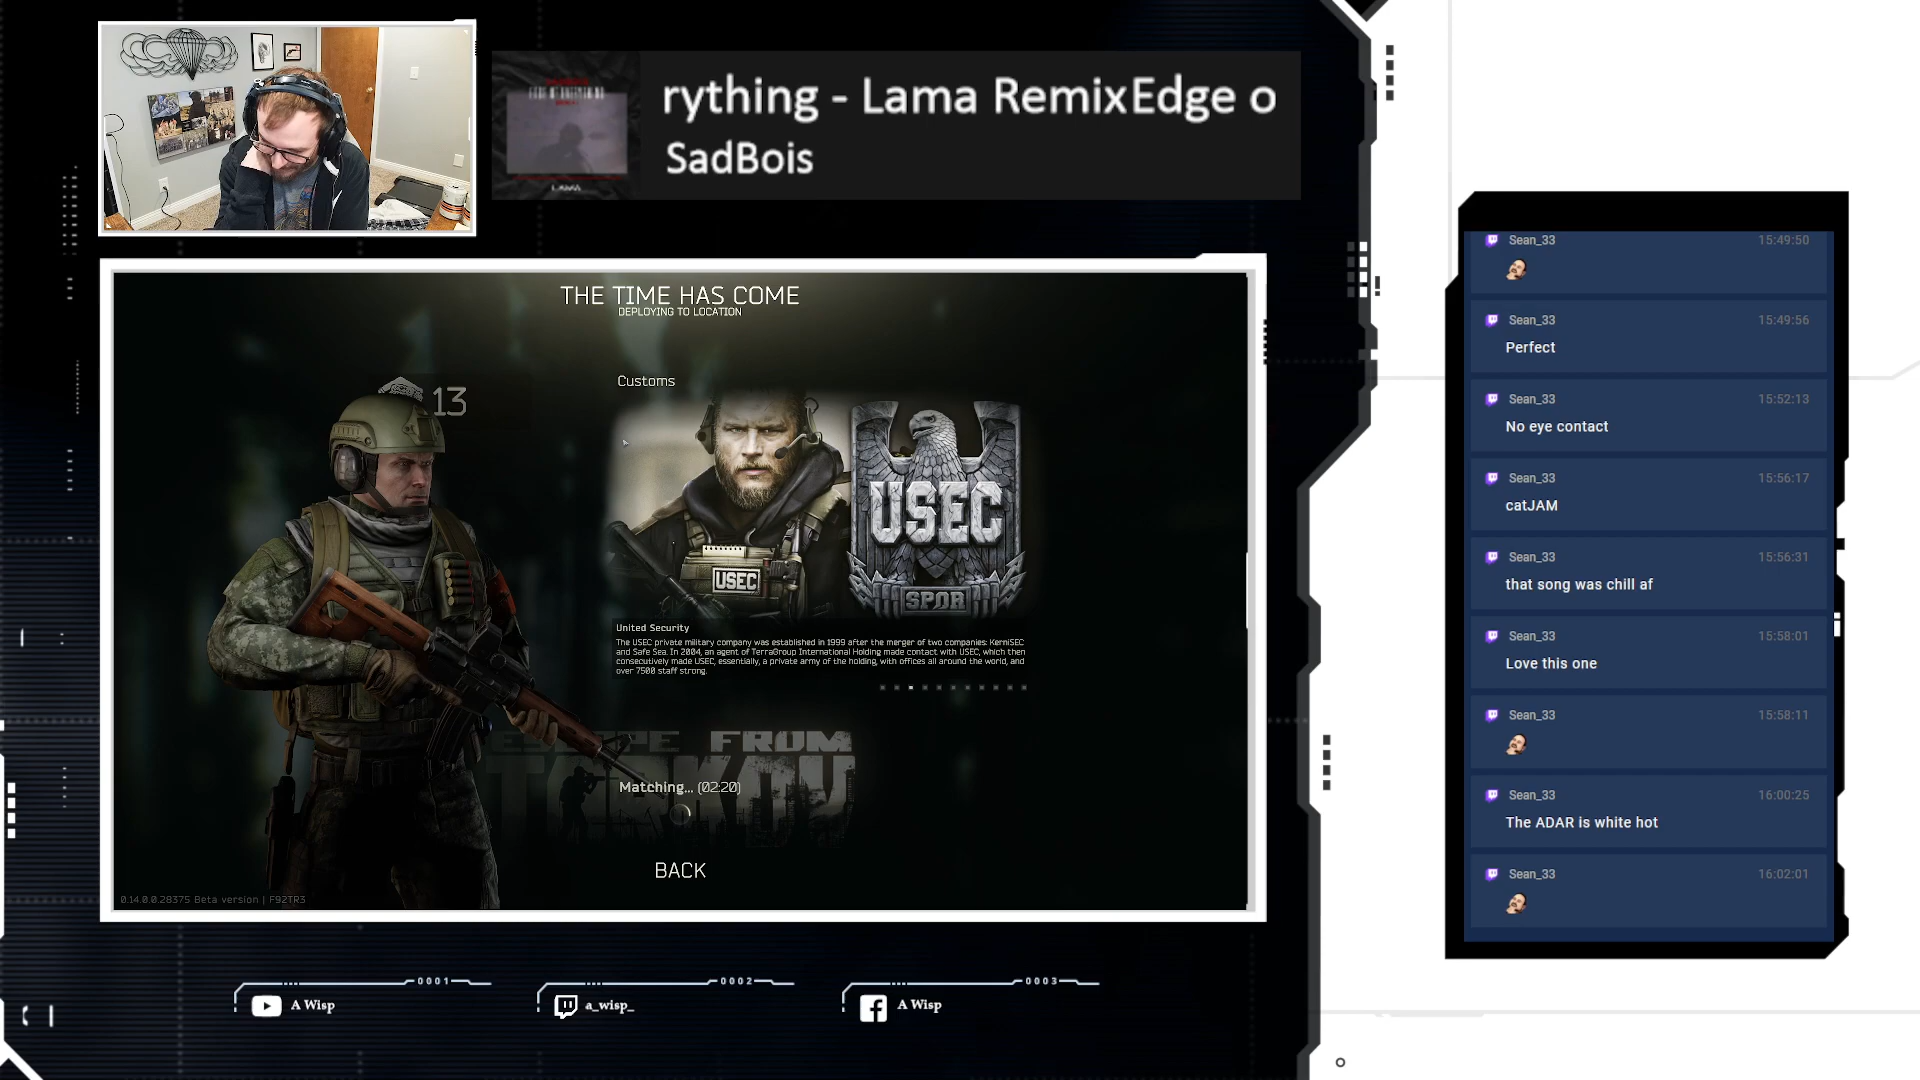 rything - Lama RemixEdge o
SadBois
LAMA
THE TIME HAS COME
DEPLOYING TO LOCATION
13
Customs
USEC
USEC
SPQR
United Security
The USEC private military company was established in 1999 after the merger of two companies: KerniSEC
and Safe Sea. In 2004, an agent of TerraGroup International Holding made contact with USEC, which then
consecutively made USEC, essentially, a private army of the holding, with offices all around the world, and
over 7500 staff strong.
ESCAPE FROM
TARKOV
Matching... (02:20)
BACK
0.14.0.0.28375 Beta version | F92TR3
0001
A Wisp
0002
a_wisp_
0003
A Wisp
Sean_33 15:49:50
Sean_33 15:49:56
Perfect
Sean_33 15:52:13
No eye contact
Sean_33 15:56:17
catJAM
Sean_33 15:56:31
that song was chill af
Sean_33 15:58:01
Love this one
Sean_33 15:58:11
Sean_33 16:00:25
The ADAR is white hot
Sean_33 16:02:01